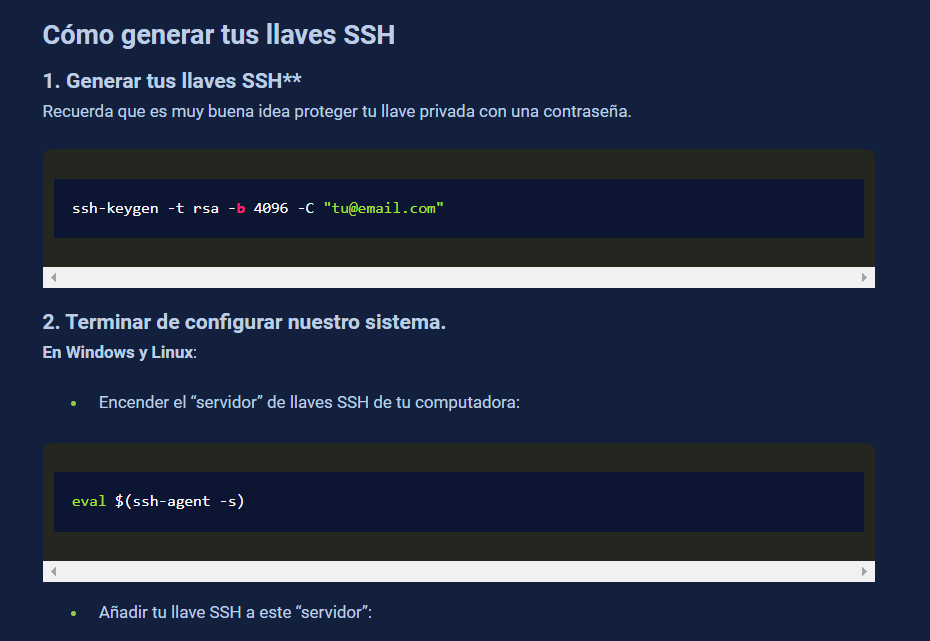 Cómo generar tus llaves SSH
1. Generar tus llaves SSH**
Recuerda que es muy buena idea proteger tu llave privada con una contraseña.
ssh-keygen -t rsa -b 4096 -C "tu@email.com"
2. Terminar de configurar nuestro sistema.
En Windows y Linux:
Encender el “servidor” de llaves SSH de tu computadora:
eval $(ssh-agent -s)
Añadir tu llave SSH a este “servidor”: